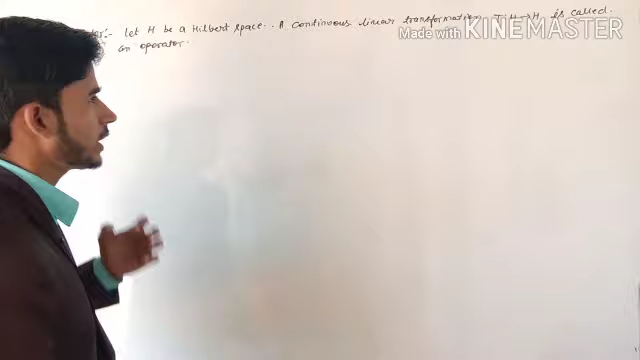 let H be a Hilbert space. A continuous linear transformation T:H→H is called
an operator.
Made with KINEMASTER